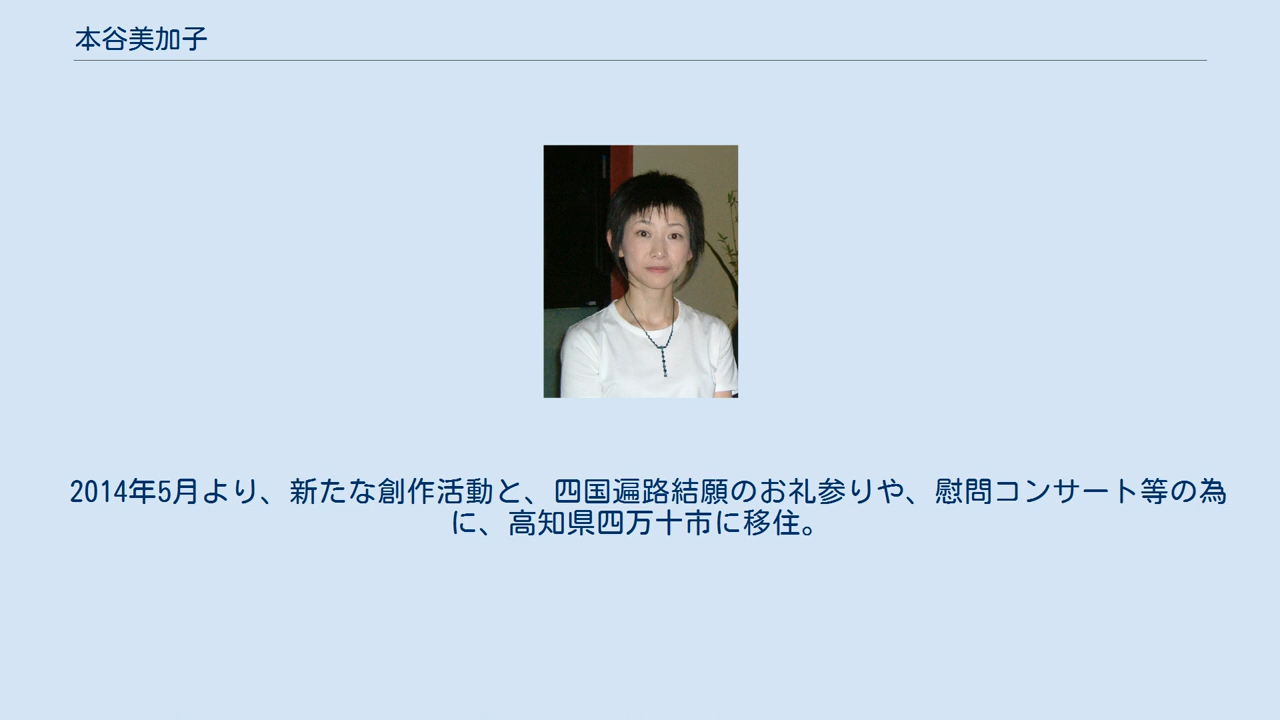 本谷美加子
2014年5月より、新たな創作活動と、四国遍路結願のお礼参りや、慰問コンサート等の為
に、高知県四万十市に移住。